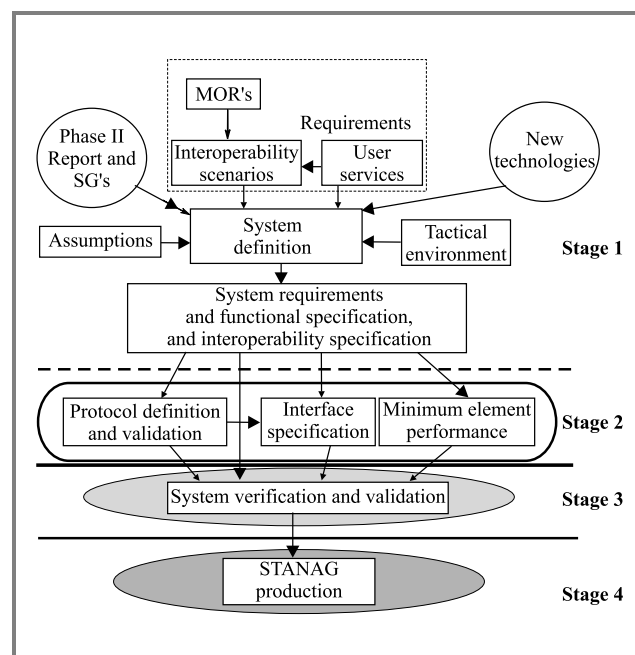 MOR's
Requirements
Phase II
Report and
SG's
Interoperability
scenarios
User
services
New
technologies
Assumptions
System
definition
Tactical
environment
Stage 1
System requirements
and functional specification,
and interoperability specification
Protocol definition
and validation
Interface
specification
Minimum element
performance
Stage 2
System verification and validation
Stage 3
STANAG
production
Stage 4